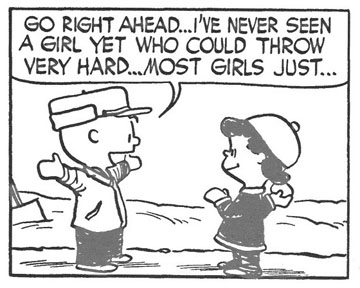 GO RIGHT AHEAD...I'VE NEVER SEEN
A GIRL YET WHO COULD THROW
VERY HARD...MOST GIRLS JUST...